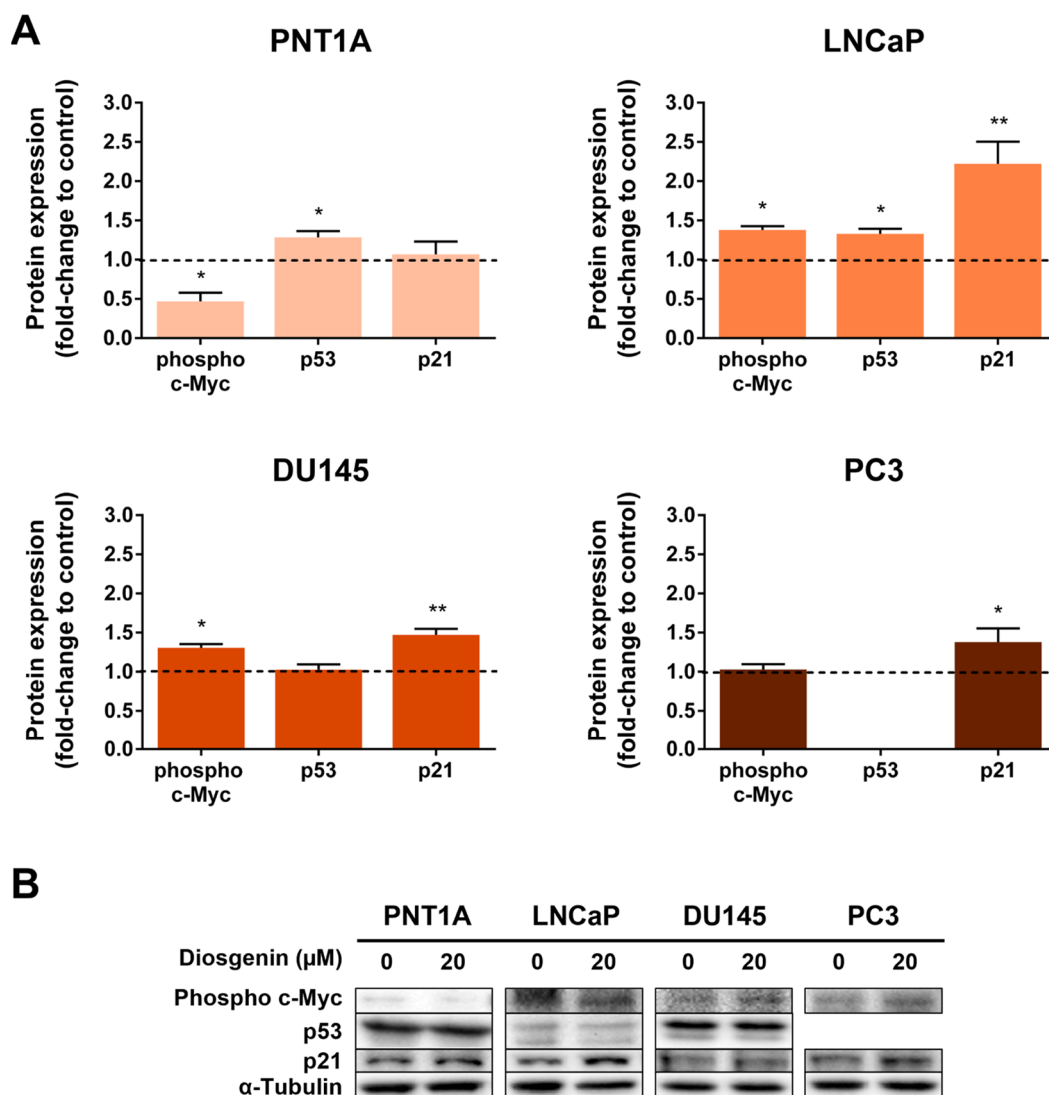 A
PNT1A
Protein expression
(fold-change to control)
3.0
2.5
2.0
1.5
1.0
0.5
0.0
*
*
phospho
c-Myc
p53
p21
LNCaP
Protein expression
(fold-change to control)
3.0
2.5
2.0
1.5
1.0
0.5
0.0
*
*
**
phospho
c-Myc
p53
p21
DU145
Protein expression
(fold-change to control)
3.0
2.5
2.0
1.5
1.0
0.5
0.0
*
**
phospho
c-Myc
p53
p21
PC3
Protein expression
(fold-change to control)
3.0
2.5
2.0
1.5
1.0
0.5
0.0
*
phospho
c-Myc
p53
p21
B
PNT1A LNCaP DU145 PC3
Diosgenin (µM) 0 20 0 20 0 20 0 20
Phospho c-Myc
p53
p21
α-Tubulin